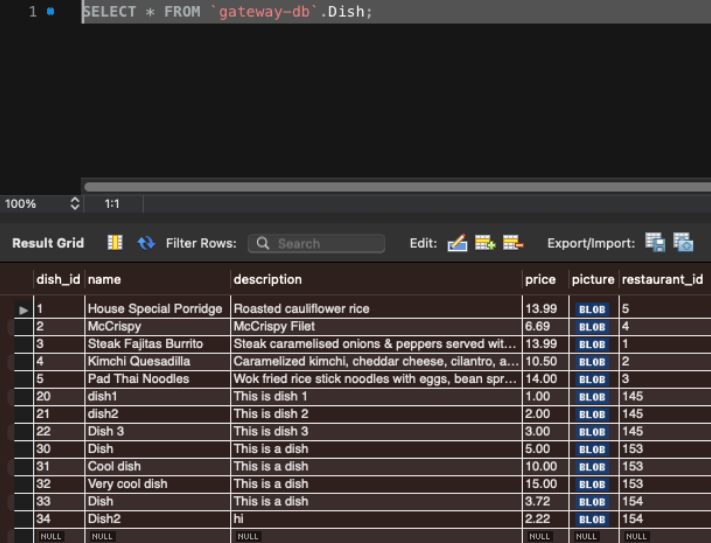 1 SELECT * FROM `gateway-db`.Dish;
100% 1:1
Result Grid Filter Rows: Search Edit: Export/Import:
dish_id name description price picture restaurant_id
1 House Special Porridge Roasted cauliflower rice 13.99 BLOB 5
2 McCrispy McCrispy Filet 6.69 BLOB 4
3 Steak Fajitas Burrito Steak caramelised onions & peppers served wit... 13.99 BLOB 1
4 Kimchi Quesadilla Caramelized kimchi, cheddar cheese, cilantro, a... 10.50 BLOB 2
5 Pad Thai Noodles Wok fried rice stick noodles with eggs, bean spr... 14.00 BLOB 3
20 dish1 This is dish 1 1.00 BLOB 145
21 dish2 This is dish 2 2.00 BLOB 145
22 Dish 3 This is dish 3 3.00 BLOB 145
30 Dish This is a dish 5.00 BLOB 153
31 Cool dish This is a dish 10.00 BLOB 153
32 Very cool dish This is a dish 15.00 BLOB 153
33 Dish This is a dish 3.72 BLOB 154
34 Dish2 hi 2.22 BLOB 154
NULL NULL NULL NULL NULL NULL